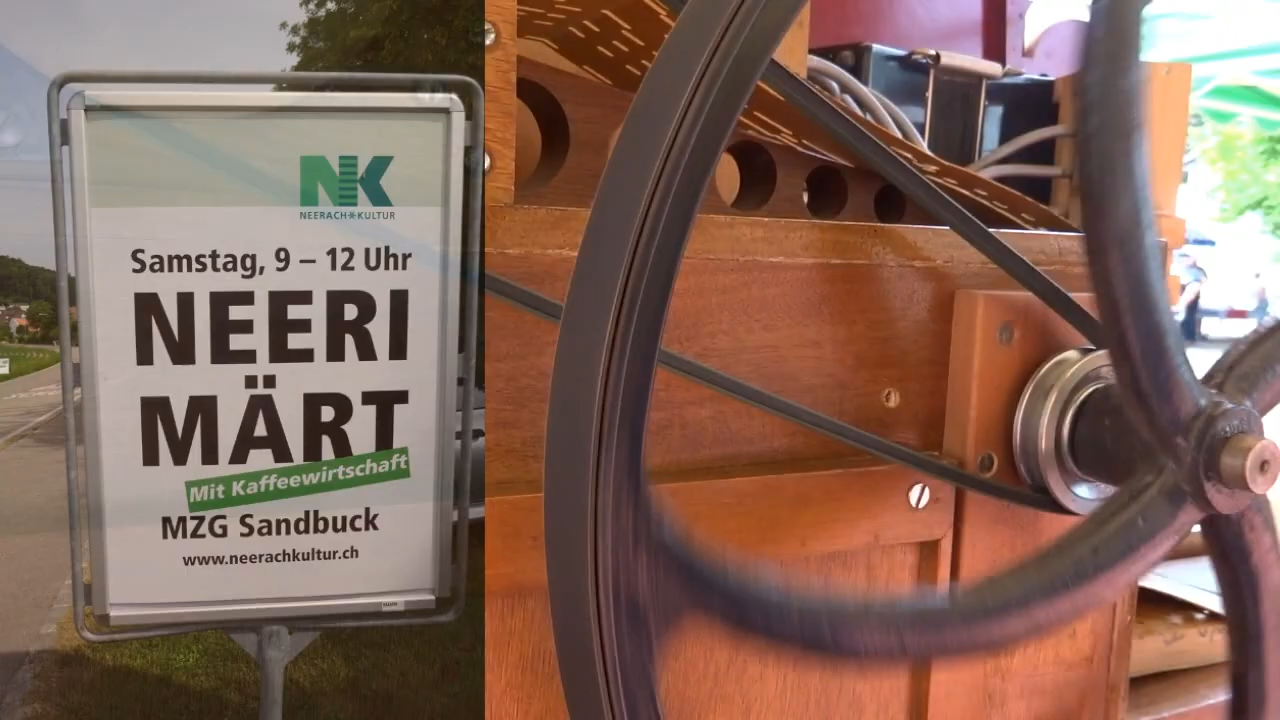 NK
NEERACH✳KULTUR
Samstag, 9 – 12 Uhr
NEERI
MÄRT
Mit Kaffeewirtschaft
MZG Sandbuck
www.neerachkultur.ch